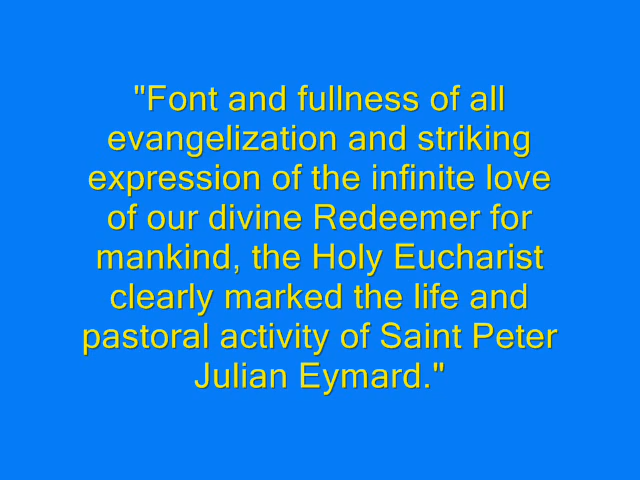 "Font and fullness of all
evangelization and striking
expression of the infinite love
of our divine Redeemer for
mankind, the Holy Eucharist
clearly marked the life and
pastoral activity of Saint Peter
Julian Eymard."